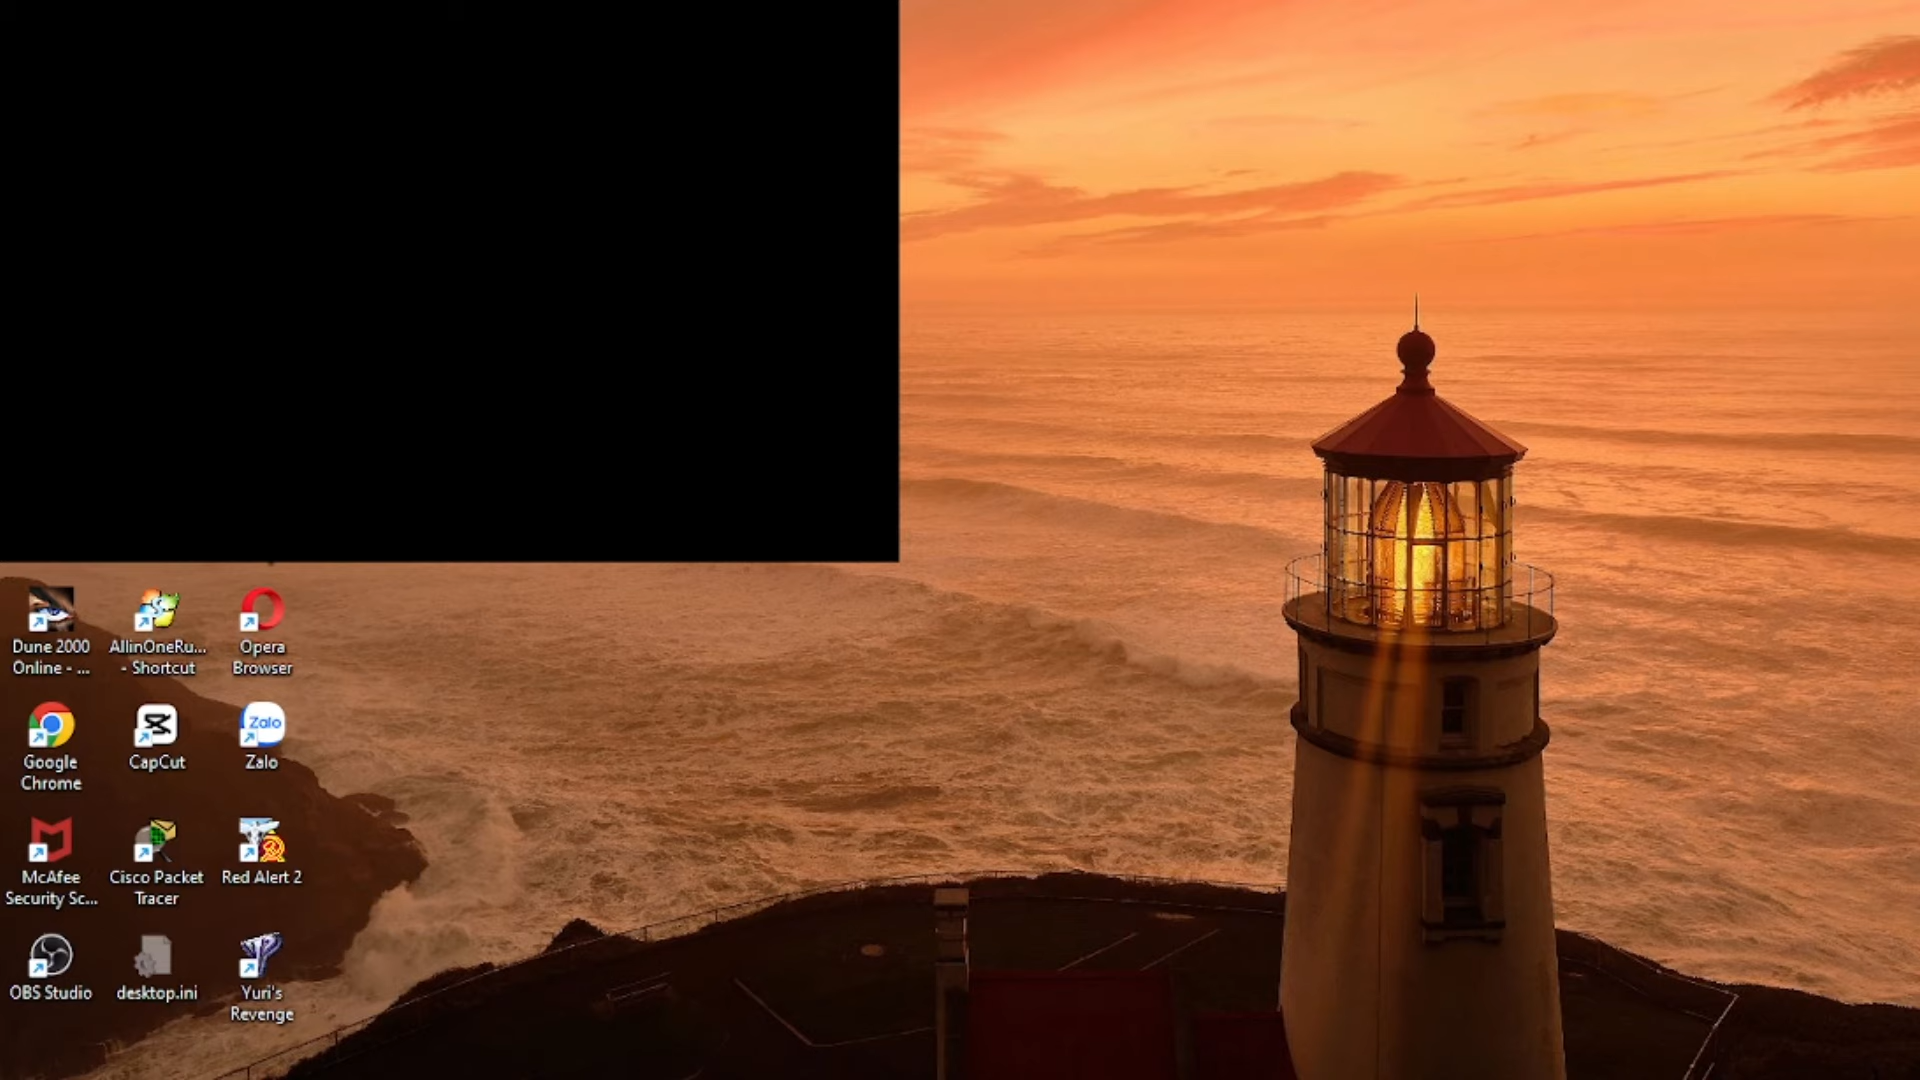 Dune 2000
Online - ...
AllinOneRu...
- Shortcut
Opera
Browser
Google
Chrome
CapCut
Zalo
Zalo
McAfee
Security Sc...
Cisco Packet
Tracer
Red Alert 2
OBS Studio
desktop.ini
Yuri's
Revenge